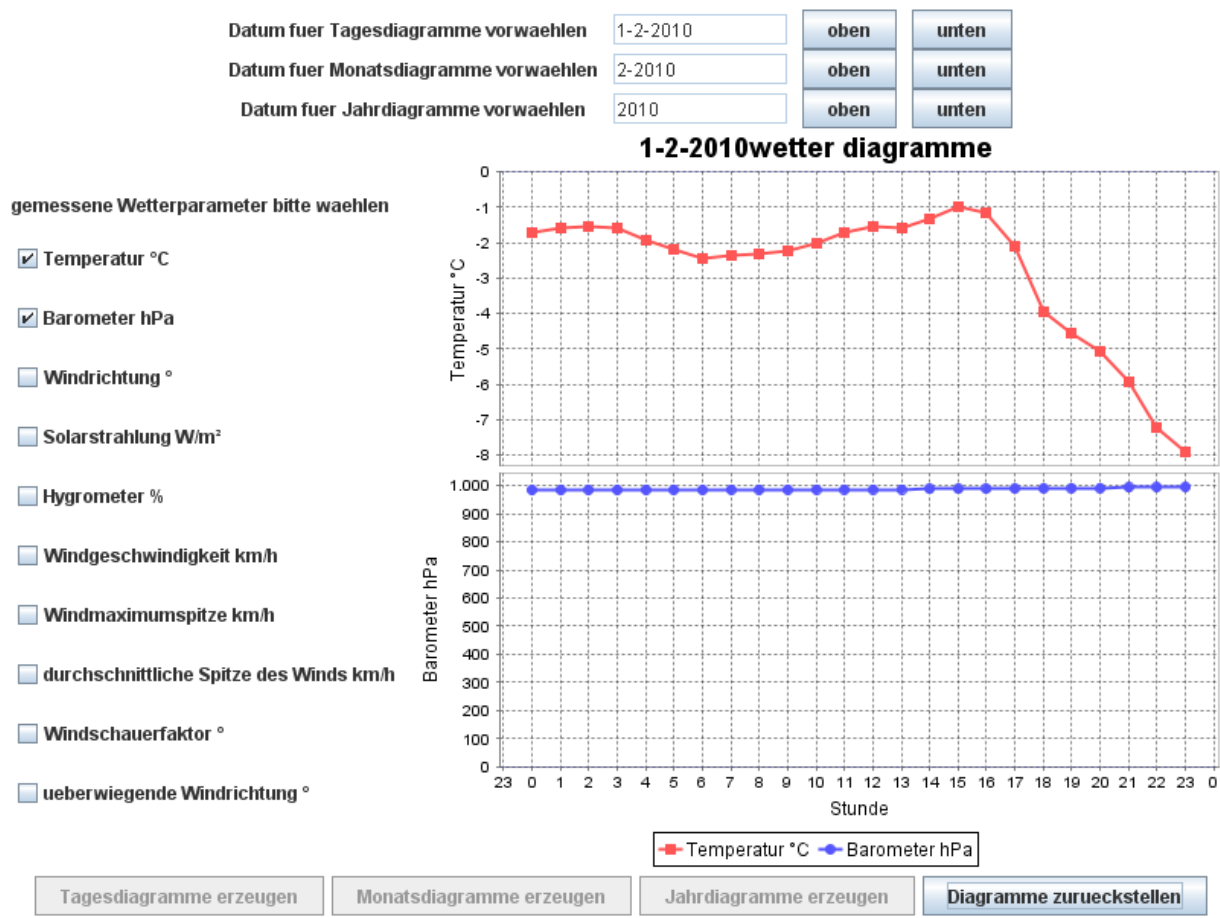 Datum fuer Tagesdiagramme vorwaehlen 1-2-2010 oben unten
Datum fuer Monatsdiagramme vorwaehlen 2-2010 oben unten
Datum fuer Jahrdiagramme vorwaehlen 2010 oben unten
1-2-2010wetter diagramme
gemessene Wetterparameter bitte waehlen
Temperatur °C
Barometer hPa
Windrichtung °
Solarstrahlung W/m²
Hygrometer %
Windgeschwindigkeit km/h
Windmaximumspitze km/h
durchschnittliche Spitze des Winds km/h
Windschauerfaktor °
ueberwiegende Windrichtung °
Temperatur °C
0
-1
-2
-3
-4
-5
-6
-7
-8
Barometer hPa
1.000
900
800
700
600
500
400
300
200
100
0
23 0 1 2 3 4 5 6 7 8 9 10 11 12 13 14 15 16 17 18 19 20 21 22 23 0
Stunde
Temperatur °C Barometer hPa
Tagesdiagramme erzeugen Monatsdiagramme erzeugen Jahrdiagramme erzeugen Diagramme zurueckstellen